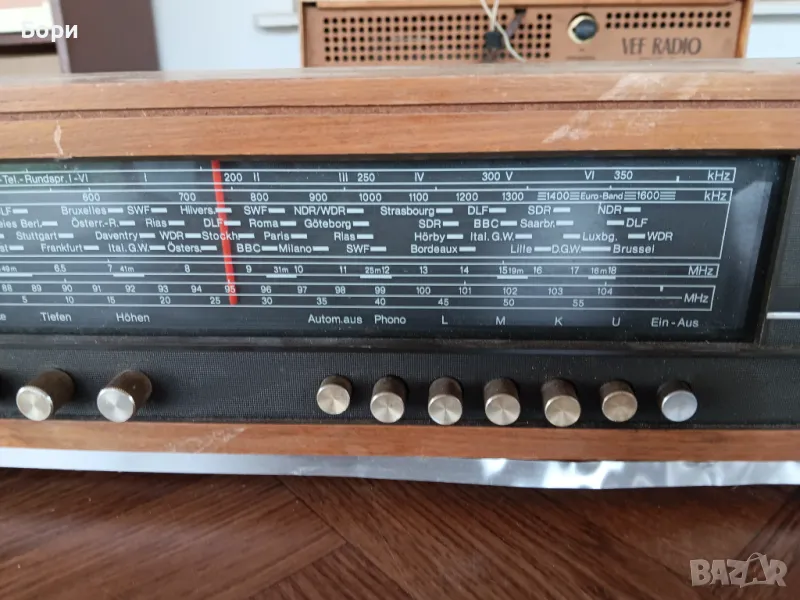 Бори
VEF RADIO
-Tel.-Rundspr. I-VI I 200 II III 250 IV 300 V VI 350 kHz
600 700 800 900 1000 1100 1200 1300 1400 Euro-Band 1600 kHz
DLF Bruxelles SWF Hilvers. SWF NDR/WDR Strasbourg DLF SDR NDR
ies Berl. Österr.-R. Rias DLF Roma Göteborg SDR BBC Saarbr. DLF
Stuttgart Daventry WDR Stockh Paris Rias Hörby Ital.G.W. Luxbg. WDR
st Frankfurt Ital.G.W. Östers. BBC Milano SWF Bordeaux Lille D.G.W. Brussel
49m 6.5 7 41m 8 9 31m 10 11 25m 12 13 14 15 19m 16 17 16m 18 MHz
88 89 90 92 93 94 95 96 97 98 99 100 101 102 103 104 MHz
5 10 15 20 25 30 35 40 45 50 55
Tiefen Höhen Autom.aus Phono L M K U Ein-Aus
BAZAR